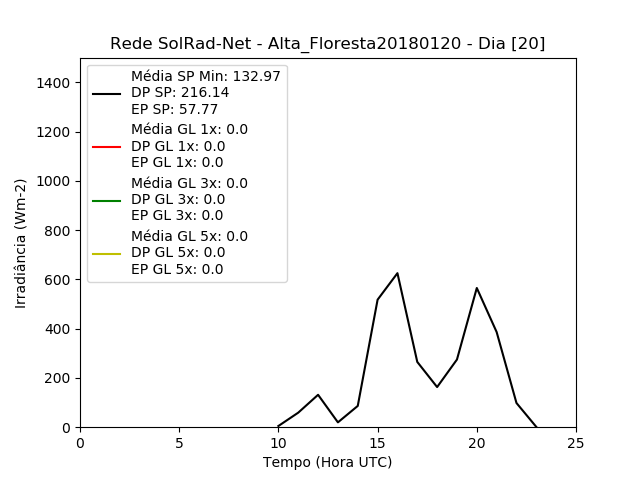 Rede SolRad-Net - Alta_Floresta20180120 - Dia [20]
Média SP Min: 132.97
DP SP: 216.14
EP SP: 57.77
Média GL 1x: 0.0
DP GL 1x: 0.0
EP GL 1x: 0.0
Média GL 3x: 0.0
DP GL 3x: 0.0
EP GL 3x: 0.0
Média GL 5x: 0.0
DP GL 5x: 0.0
EP GL 5x: 0.0
Irradiância (Wm-2)
1400
1200
1000
800
600
400
200
0
0 5 10 15 20 25
Tempo (Hora UTC)